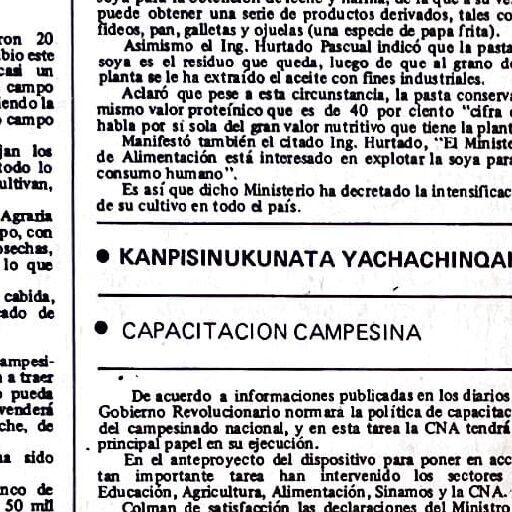 ron 20
bio este
casi un
campo
iendo la
campo
jan los
todo lo
ultivan,
Agraria
po, con
osechas,
lo que
cabida,
ado de
ampesi-
a traer
pueda
venderá
che, de
ha sido
nco de
50 mil
puede obtener una serie de productos derivados, tales co
fideos, pan, galletas y ojuelas (una especie de papa frita).
Asimismo el Ing. Hurtado Pascual indicó que la pasta
soya es el residuo que queda, luego de que al grano de
planta se le ha extraído el aceite con fines industriales.
Aclaró que pese a esta circunstancia, la pasta conserv
mismo valor proteínico que es de 40 por ciento "cifra
habla por sí sola del gran valor nutritivo que tiene la plant
Manifestó también el citado Ing. Hurtado, "El Ministe
de Alimentación está interesado en explotar la soya para
consumo humano".
Es así que dicho Ministerio ha decretado la intensificac
de su cultivo en todo el país.
● KANPISINUKUNATA YACHACHINQA
● CAPACITACION CAMPESINA
De acuerdo a informaciones publicadas en los diarios
Gobierno Revolucionario normará la política de capacitac
del campesinado nacional, y en esta tarea la CNA tendrá
principal papel en su ejecución.
En el anteproyecto del dispositivo para poner en acc
tan importante tarea han intervenido los sectores
Educación, Agricultura, Alimentación, Sinamos y la CNA.
Colman de satisfacción las declaraciones del Ministro